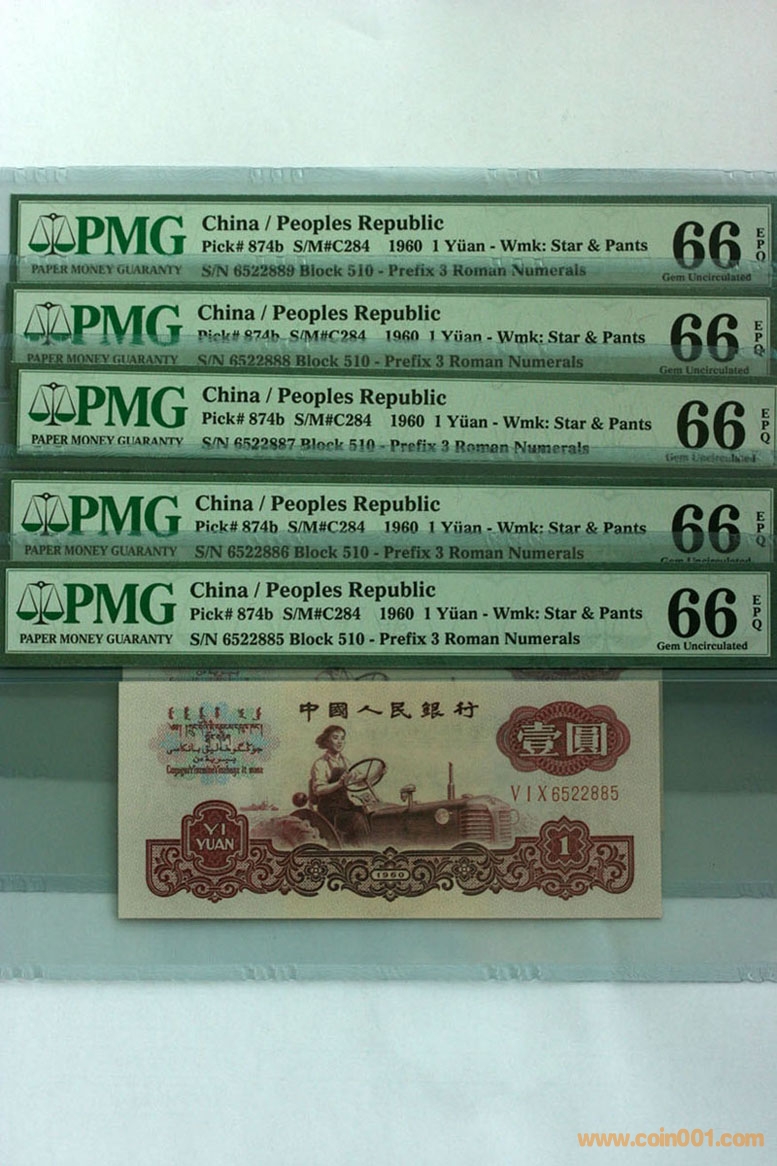 PMG
PAPER MONEY GUARANTY
China / Peoples Republic
Pick# 874b S/M#C284 1960 1 Yüan - Wmk: Star & Pants
S/N 6522889 Block 510 - Prefix 3 Roman Numerals
66
EPQ
Gem Uncirculated
PMG
PAPER MONEY GUARANTY
China / Peoples Republic
Pick# 874b S/M#C284 1960 1 Yüan - Wmk: Star & Pants
S/N 6522888 Block 510 - Prefix 3 Roman Numerals
66
EPQ
Gem Uncirculated
PMG
PAPER MONEY GUARANTY
China / Peoples Republic
Pick# 874b S/M#C284 1960 1 Yüan - Wmk: Star & Pants
S/N 6522887 Block 510 - Prefix 3 Roman Numerals
66
EPQ
Gem Uncirculated
PMG
PAPER MONEY GUARANTY
China / Peoples Republic
Pick# 874b S/M#C284 1960 1 Yüan - Wmk: Star & Pants
S/N 6522886 Block 510 - Prefix 3 Roman Numerals
66
EPQ
Gem Uncirculated
PMG
PAPER MONEY GUARANTY
China / Peoples Republic
Pick# 874b S/M#C284 1960 1 Yüan - Wmk: Star & Pants
S/N 6522885 Block 510 - Prefix 3 Roman Numerals
66
EPQ
Gem Uncirculated
中國人民銀行
壹圓
VIX6522885
YI
YUAN
1
1960
www.coin001.com